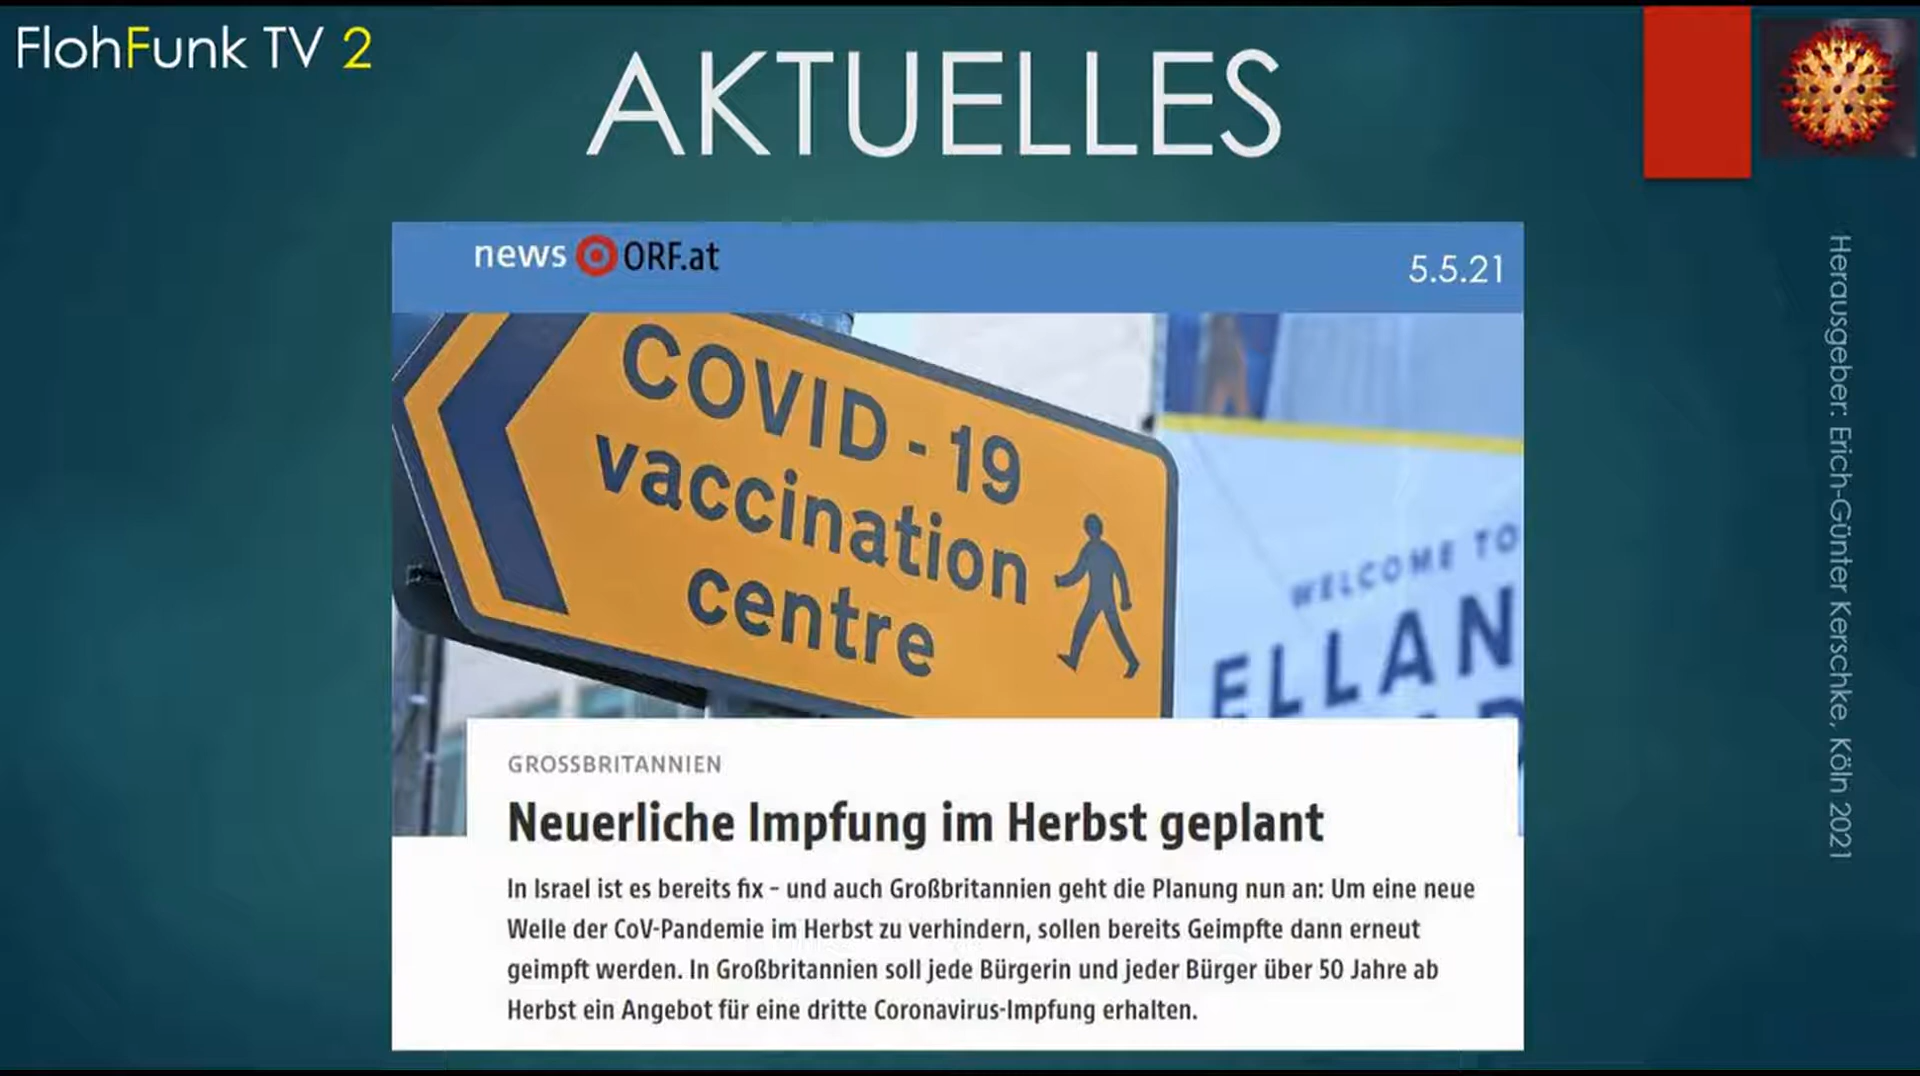 FlohFunk TV 2
AKTUELLES
news ORF.at
5.5.21
COVID-19
vaccination
centre
WELCOME TO
ELLAN
GROSSBRITANNIEN
Neuerliche Impfung im Herbst geplant
In Israel ist es bereits fix – und auch Großbritannien geht die Planung nun an: Um eine neue
Welle der CoV-Pandemie im Herbst zu verhindern, sollen bereits Geimpfte dann erneut
geimpft werden. In Großbritannien soll jede Bürgerin und jeder Bürger über 50 Jahre ab
Herbst ein Angebot für eine dritte Coronavirus-Impfung erhalten.
Herausgeber: Erich-Günter Kerschke, Köln 2021